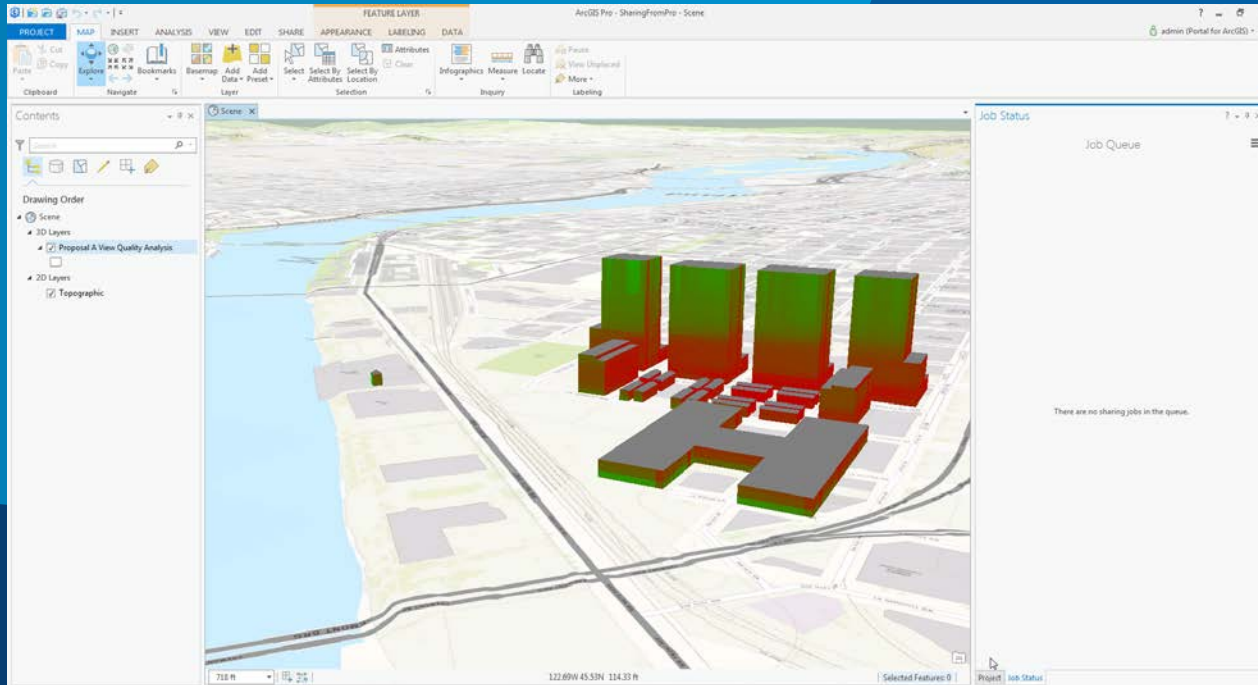 FEATURE LAYER
ArcGIS Pro - SharingFromPro - Scene
PROJECT MAP INSERT ANALYSIS VIEW EDIT SHARE APPEARANCE LABELING DATA
admin (Portal for ArcGIS)
Paste
Cut
Copy
Clipboard
Explore
Bookmarks
Navigate
Basemap
Add Data
Add Preset
Layer
Select
Select By Attributes
Select By Location
Attributes
Clear
Selection
Infographics
Measure
Locate
Inquiry
Pause
View Unplaced
More
Labeling
Contents
Search
Drawing Order
Scene
3D Layers
Proposal A View Quality Analysis
2D Layers
Topographic
Scene
718 ft
122.69W 45.53N 114.33 ft
Selected Features: 0
Job Status
Job Queue
There are no sharing jobs in the queue.
Project Job Status